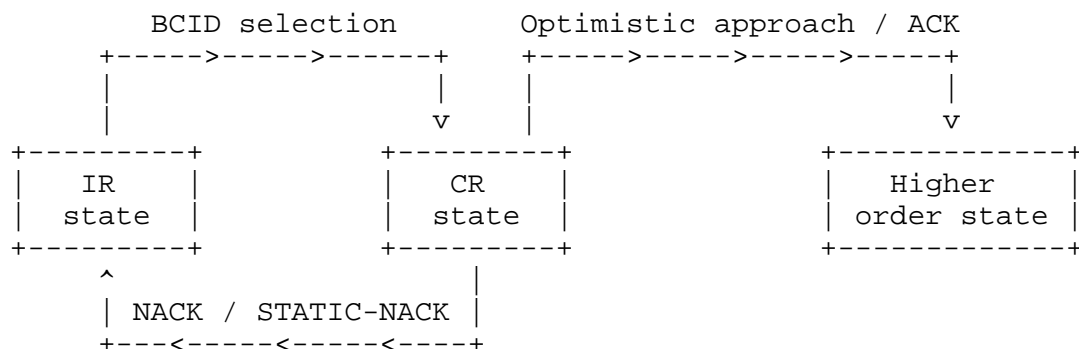 BCID selection Optimistic approach / ACK
IR CR Higher
state state order state
NACK / STATIC-NACK